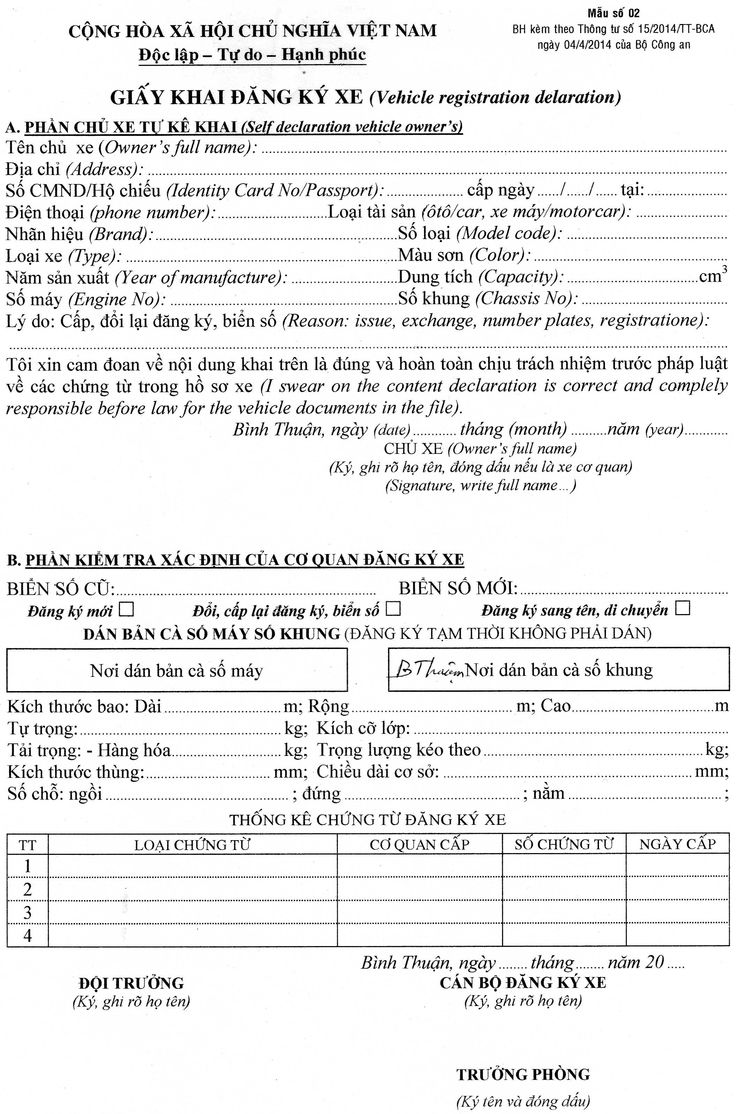 Mẫu số 02
CỘNG HÒA XÃ HỘI CHỦ NGHĨA VIỆT NAM
BH kèm theo Thông tư số 15/2014/TT-BCA
Độc lập – Tự do – Hạnh phúc
ngày 04/4/2014 của Bộ Công an
GIẤY KHAI ĐĂNG KÝ XE (Vehicle registration delaration)
A. PHẦN CHỦ XE TỰ KÊ KHAI (Self declaration vehicle owner's)
Tên chủ xe (Owner's full name): ........................................
Địa chỉ (Address): ........................................
Số CMND/Hộ chiếu (Identity Card No/Passport): .................. cấp ngày ....../....../...... tại: ..................
Điện thoại (phone number): .........................Loại tài sản (ôtô/car, xe máy/motorcar): .....................
Nhãn hiệu (Brand): ........................................Số loại (Model code): ..............................
Loại xe (Type): ........................................Màu sơn (Color): ..............................
Năm sản xuất (Year of manufacture): .........................Dung tích (Capacity): ..............................cm³
Số máy (Engine No): ........................................Số khung (Chassis No): ..............................
Lý do: Cấp, đổi lại đăng ký, biển số (Reason: issue, exchange, number plates, registratione):
........................................
Tôi xin cam đoan về nội dung khai trên là đúng và hoàn toàn chịu trách nhiệm trước pháp luật
về các chứng từ trong hồ sơ xe (I swear on the content declaration is correct and complely
responsible before law for the vehicle documents in the file).
Bình Thuận, ngày (date)............ tháng (month) .........năm (year)............
CHỦ XE (Owner's full name)
(Ký, ghi rõ họ tên, đóng dấu nếu là xe cơ quan)
(Signature, write full name...)
B. PHẦN KIỂM TRA XÁC ĐỊNH CỦA CƠ QUAN ĐĂNG KÝ XE
BIỂN SỐ CŨ:........................................ BIỂN SỐ MỚI:........................................
Đăng ký mới ☐ Đổi, cấp lại đăng ký, biển số ☐ Đăng ký sang tên, di chuyển ☐
DÁN BẢN CÀ SỐ MÁY SỐ KHUNG (ĐĂNG KÝ TẠM THỜI KHÔNG PHẢI DÁN)
Nơi dán bản cà số máy
BThuậnNơi dán bản cà số khung
Kích thước bao: Dài..............................m; Rộng..............................m; Cao..............................m
Tự trọng:..............................kg; Kích cỡ lốp: ........................................
Tải trọng: - Hàng hóa..............................kg; Trọng lượng kéo theo..............................kg;
Kích thước thùng:..............................mm; Chiều dài cơ sở: ..............................mm;
Số chỗ: ngồi ..............................; đứng ..............................; nằm ..............................;
THỐNG KÊ CHỨNG TỪ ĐĂNG KÝ XE
TT LOẠI CHỨNG TỪ CƠ QUAN CẤP SỐ CHỨNG TỪ NGÀY CẤP
1
2
3
4
Bình Thuận, ngày ........ tháng ........ năm 20 .....
ĐỘI TRƯỞNG CÁN BỘ ĐĂNG KÝ XE
(Ký, ghi rõ họ tên) (Ký, ghi rõ họ tên)
TRƯỞNG PHÒNG
(Ký tên và đóng dấu)